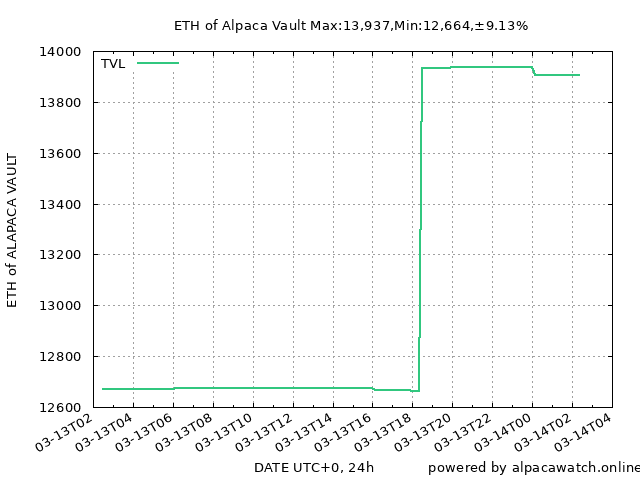 ETH of Alpaca Vault Max:13,937,Min:12,664,±9.13%
TVL
14000
13800
13600
13400
13200
13000
12800
12600
ETH of ALAPACA VAULT
03-13T02
03-13T04
03-13T06
03-13T08
03-13T10
03-13T12
03-13T14
03-13T16
03-13T18
03-13T20
03-13T22
03-14T00
03-14T02
03-14T04
DATE UTC+0, 24h
powered by alpacawatch.online